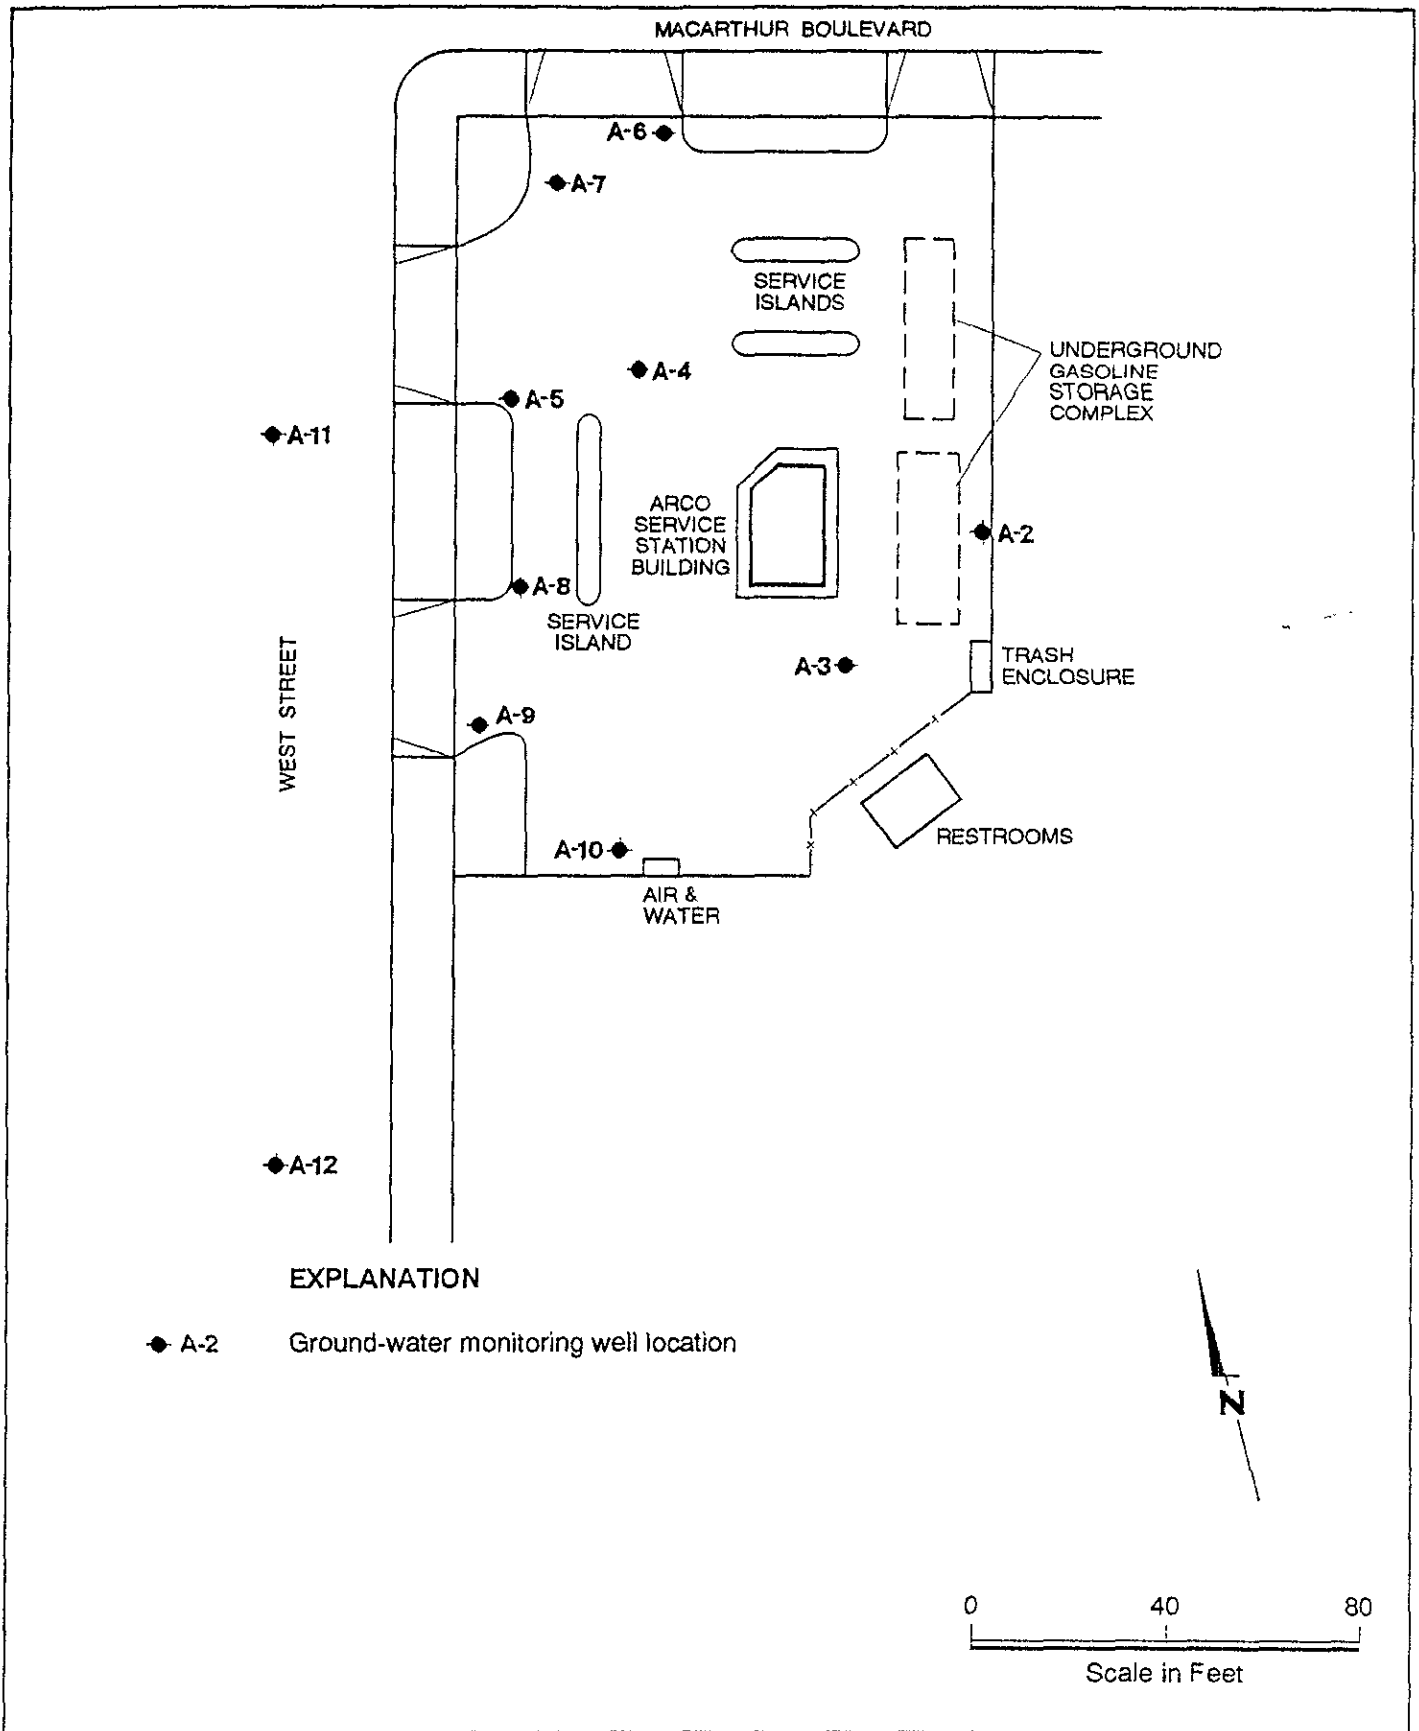 MACARTHUR BOULEVARD
A-6
A-7
SERVICE
ISLANDS
UNDERGROUND
GASOLINE
STORAGE
COMPLEX
A-4
A-5
A-11
ARCO
SERVICE
STATION
BUILDING
A-2
A-8
SERVICE
ISLAND
WEST STREET
A-3
TRASH
ENCLOSURE
A-9
RESTROOMS
A-10
AIR &
WATER
A-12
EXPLANATION
A-2 Ground-water monitoring well location
N
0 40 80
Scale in Feet